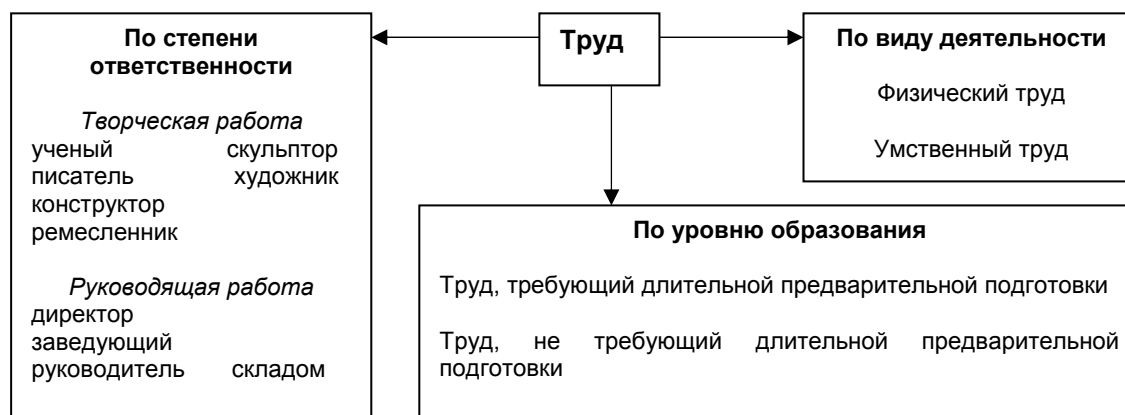 По степени
ответственности
Творческая работа
ученый скульптор
писатель художник
конструктор
ремесленник
Руководящая работа
директор
заведующий
руководитель складом
Труд
По виду деятельности
Физический труд
Умственный труд
По уровню образования
Труд, требующий длительной предварительной подготовки
Труд, не требующий длительной предварительной
подготовки